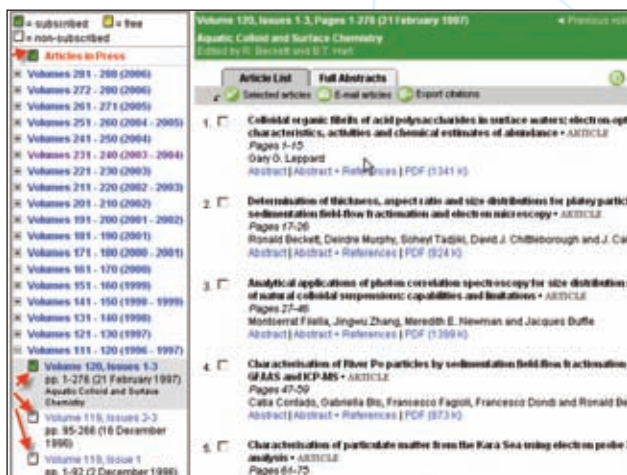 = subscribed = free
= non-subscribed
Articles in Press
Volumes 281 - 288 (2006)
Volumes 272 - 280 (2006)
Volumes 261 - 271 (2005)
Volumes 251 - 260 (2004 - 2005)
Volumes 241 - 250 (2004)
Volumes 231 - 240 (2003 - 2004)
Volumes 221 - 230 (2003)
Volumes 211 - 220 (2002 - 2003)
Volumes 201 - 210 (2002)
Volumes 191 - 200 (2001 - 2002)
Volumes 181 - 190 (2001)
Volumes 171 - 180 (2000 - 2001)
Volumes 161 - 170 (2000)
Volumes 151 - 160 (1999)
Volumes 141 - 150 (1998 - 1999)
Volumes 131 - 140 (1998)
Volumes 121 - 130 (1997)
Volumes 111 - 120 (1996 - 1997)
Volume 120, Issues 1-3
pp. 1-276 (21 February 1997)
Aquatic Colloid and Surface
Chemistry
Volume 119, Issues 2-3
pp. 95-266 (16 December
1996)
Volume 119, Issue 1
pp. 1-92 (2 December 1996)
Volume 120, Issues 1-3, Pages 1-276 (21 February 1997)
Previous
Aquatic Colloid and Surface Chemistry
Edited by R. Beckett and B.T. Hart
Article List Full Abstracts
Selected articles E-mail articles Export citations
1. Colloidal organic fibrils of acid polysaccharides in surface waters: electron-opt
characteristics, activities and chemical estimates of abundance • ARTICLE
Pages 1-15
Gary G. Leppard
Abstract | Abstract + References | PDF (1341 K)
2. Determination of thickness, aspect ratio and size distributions for platey partic
sedimentation field-flow fractionation and electron microscopy • ARTICLE
Pages 17-26
Ronald Beckett, Deirdre Murphy, Soheyl Tadjiki, David J. Chittleborough and J. Ca
Abstract | Abstract + References | PDF (924 K)
3. Analytical applications of photon correlation spectroscopy for size distribution
of natural colloidal suspensions: capabilities and limitations • ARTICLE
Pages 27-46
Montserrat Filella, Jingwu Zhang, Meredith E. Newman and Jacques Buffle
Abstract | Abstract + References | PDF (1399 K)
4. Characterisation of River Po particles by sedimentation field-flow fractionation
GFAAS and ICP-MS • ARTICLE
Pages 47-59
Catia Contado, Gabriella Blo, Francesco Fagioli, Francesco Dondi and Ronald Be
Abstract | Abstract + References | PDF (873 K)
5. Characterisation of particulate matter from the Kara Sea using electron probe
analysis • ARTICLE
Pages 61-75